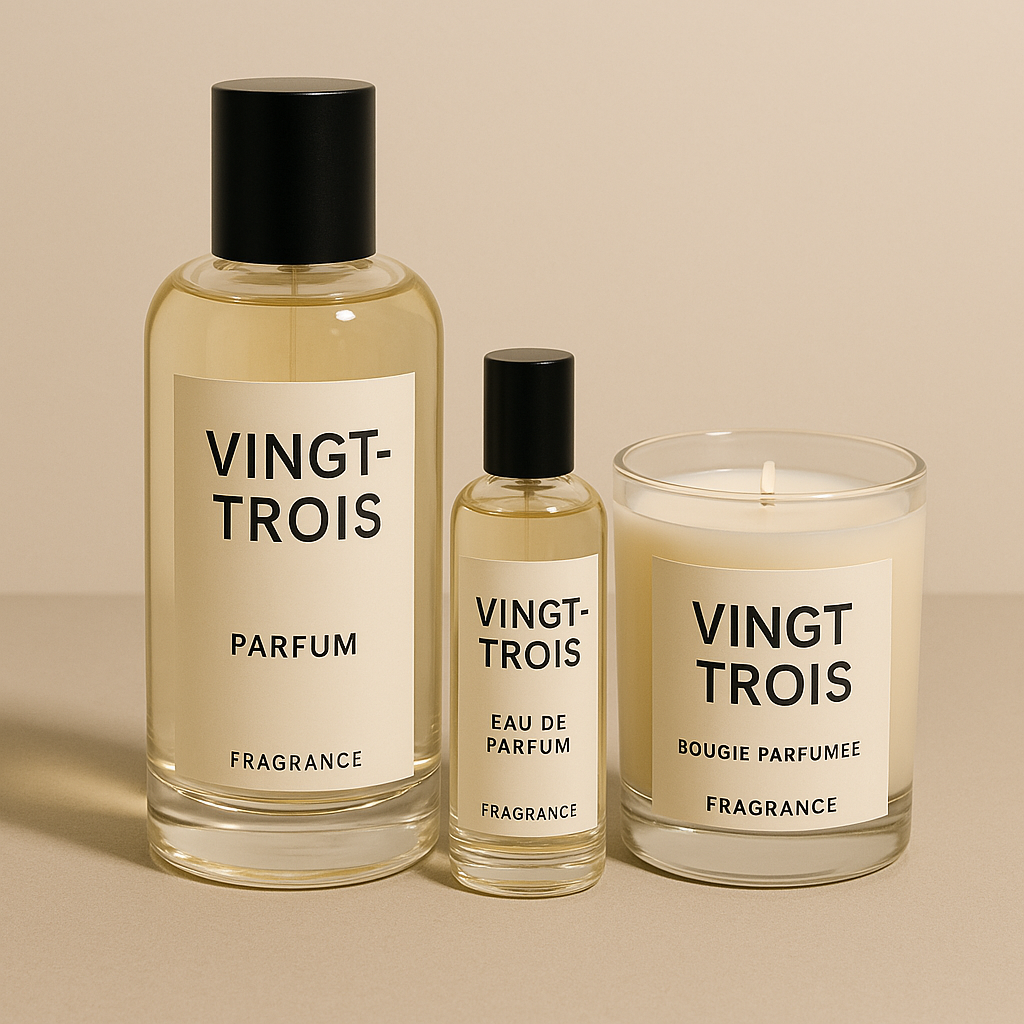 VINGT-
TROIS
PARFUM
FRAGRANCE
VINGT-
TROIS
EAU DE
PARFUM
FRAGRANCE
VINGT
TROIS
BOUGIE PARFUMEE
FRAGRANCE